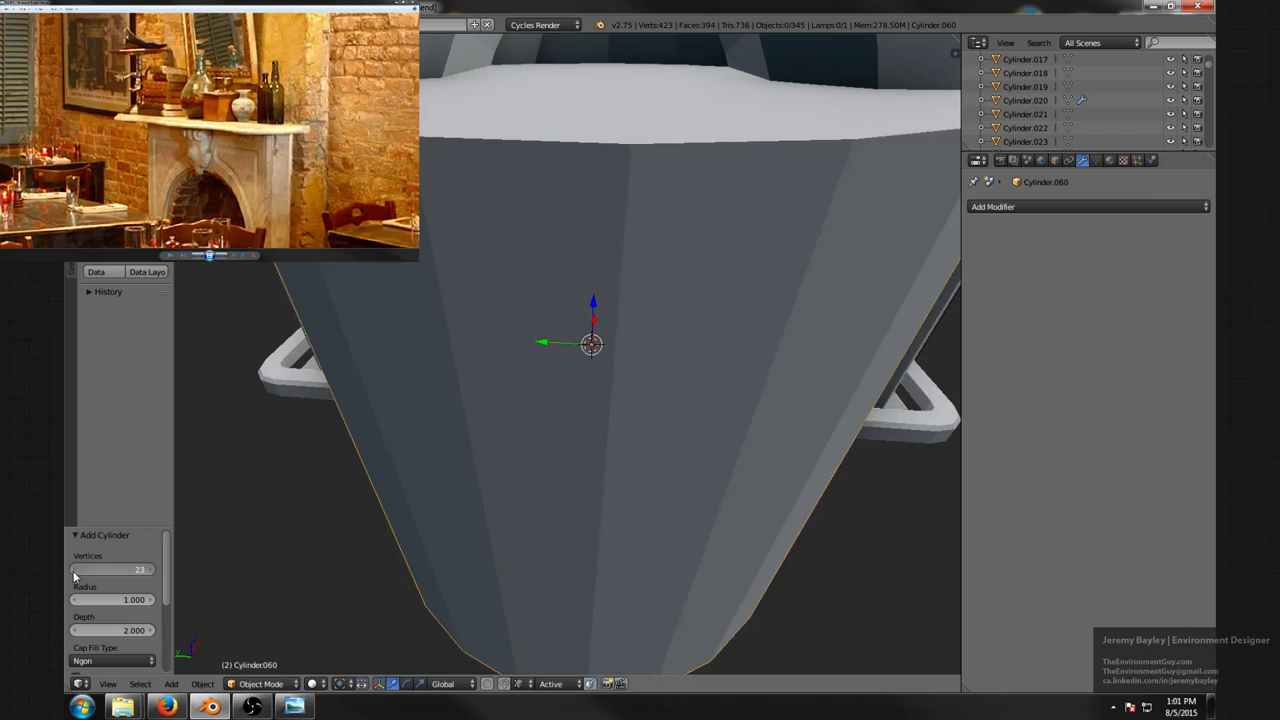 end]
Cycles Render
v2.75 | Verts:423 | Faces:394 | Tris:736 | Objects:0/345 | Lamps:0/1 | Mem:278.50M | Cylinder.060
View Search All Scenes
Cylinder.017
Cylinder.018
Cylinder.019
Cylinder.020
Cylinder.021
Cylinder.022
Cylinder.023
Cylinder.060
Add Modifier
Data Data Layo
History
Add Cylinder
Vertices
23
Radius
1.000
Depth
2.000
Cap Fill Type
Ngon
(2) Cylinder.060
View Select Add Object Object Mode Global Active
Jeremy Bayley | Environment Designer
TheEnvironmentGuy.com
TheEnvironmentGuy@gmail.com
ca.linkedin.com/in/jeremybayley
1:01 PM
8/5/2015